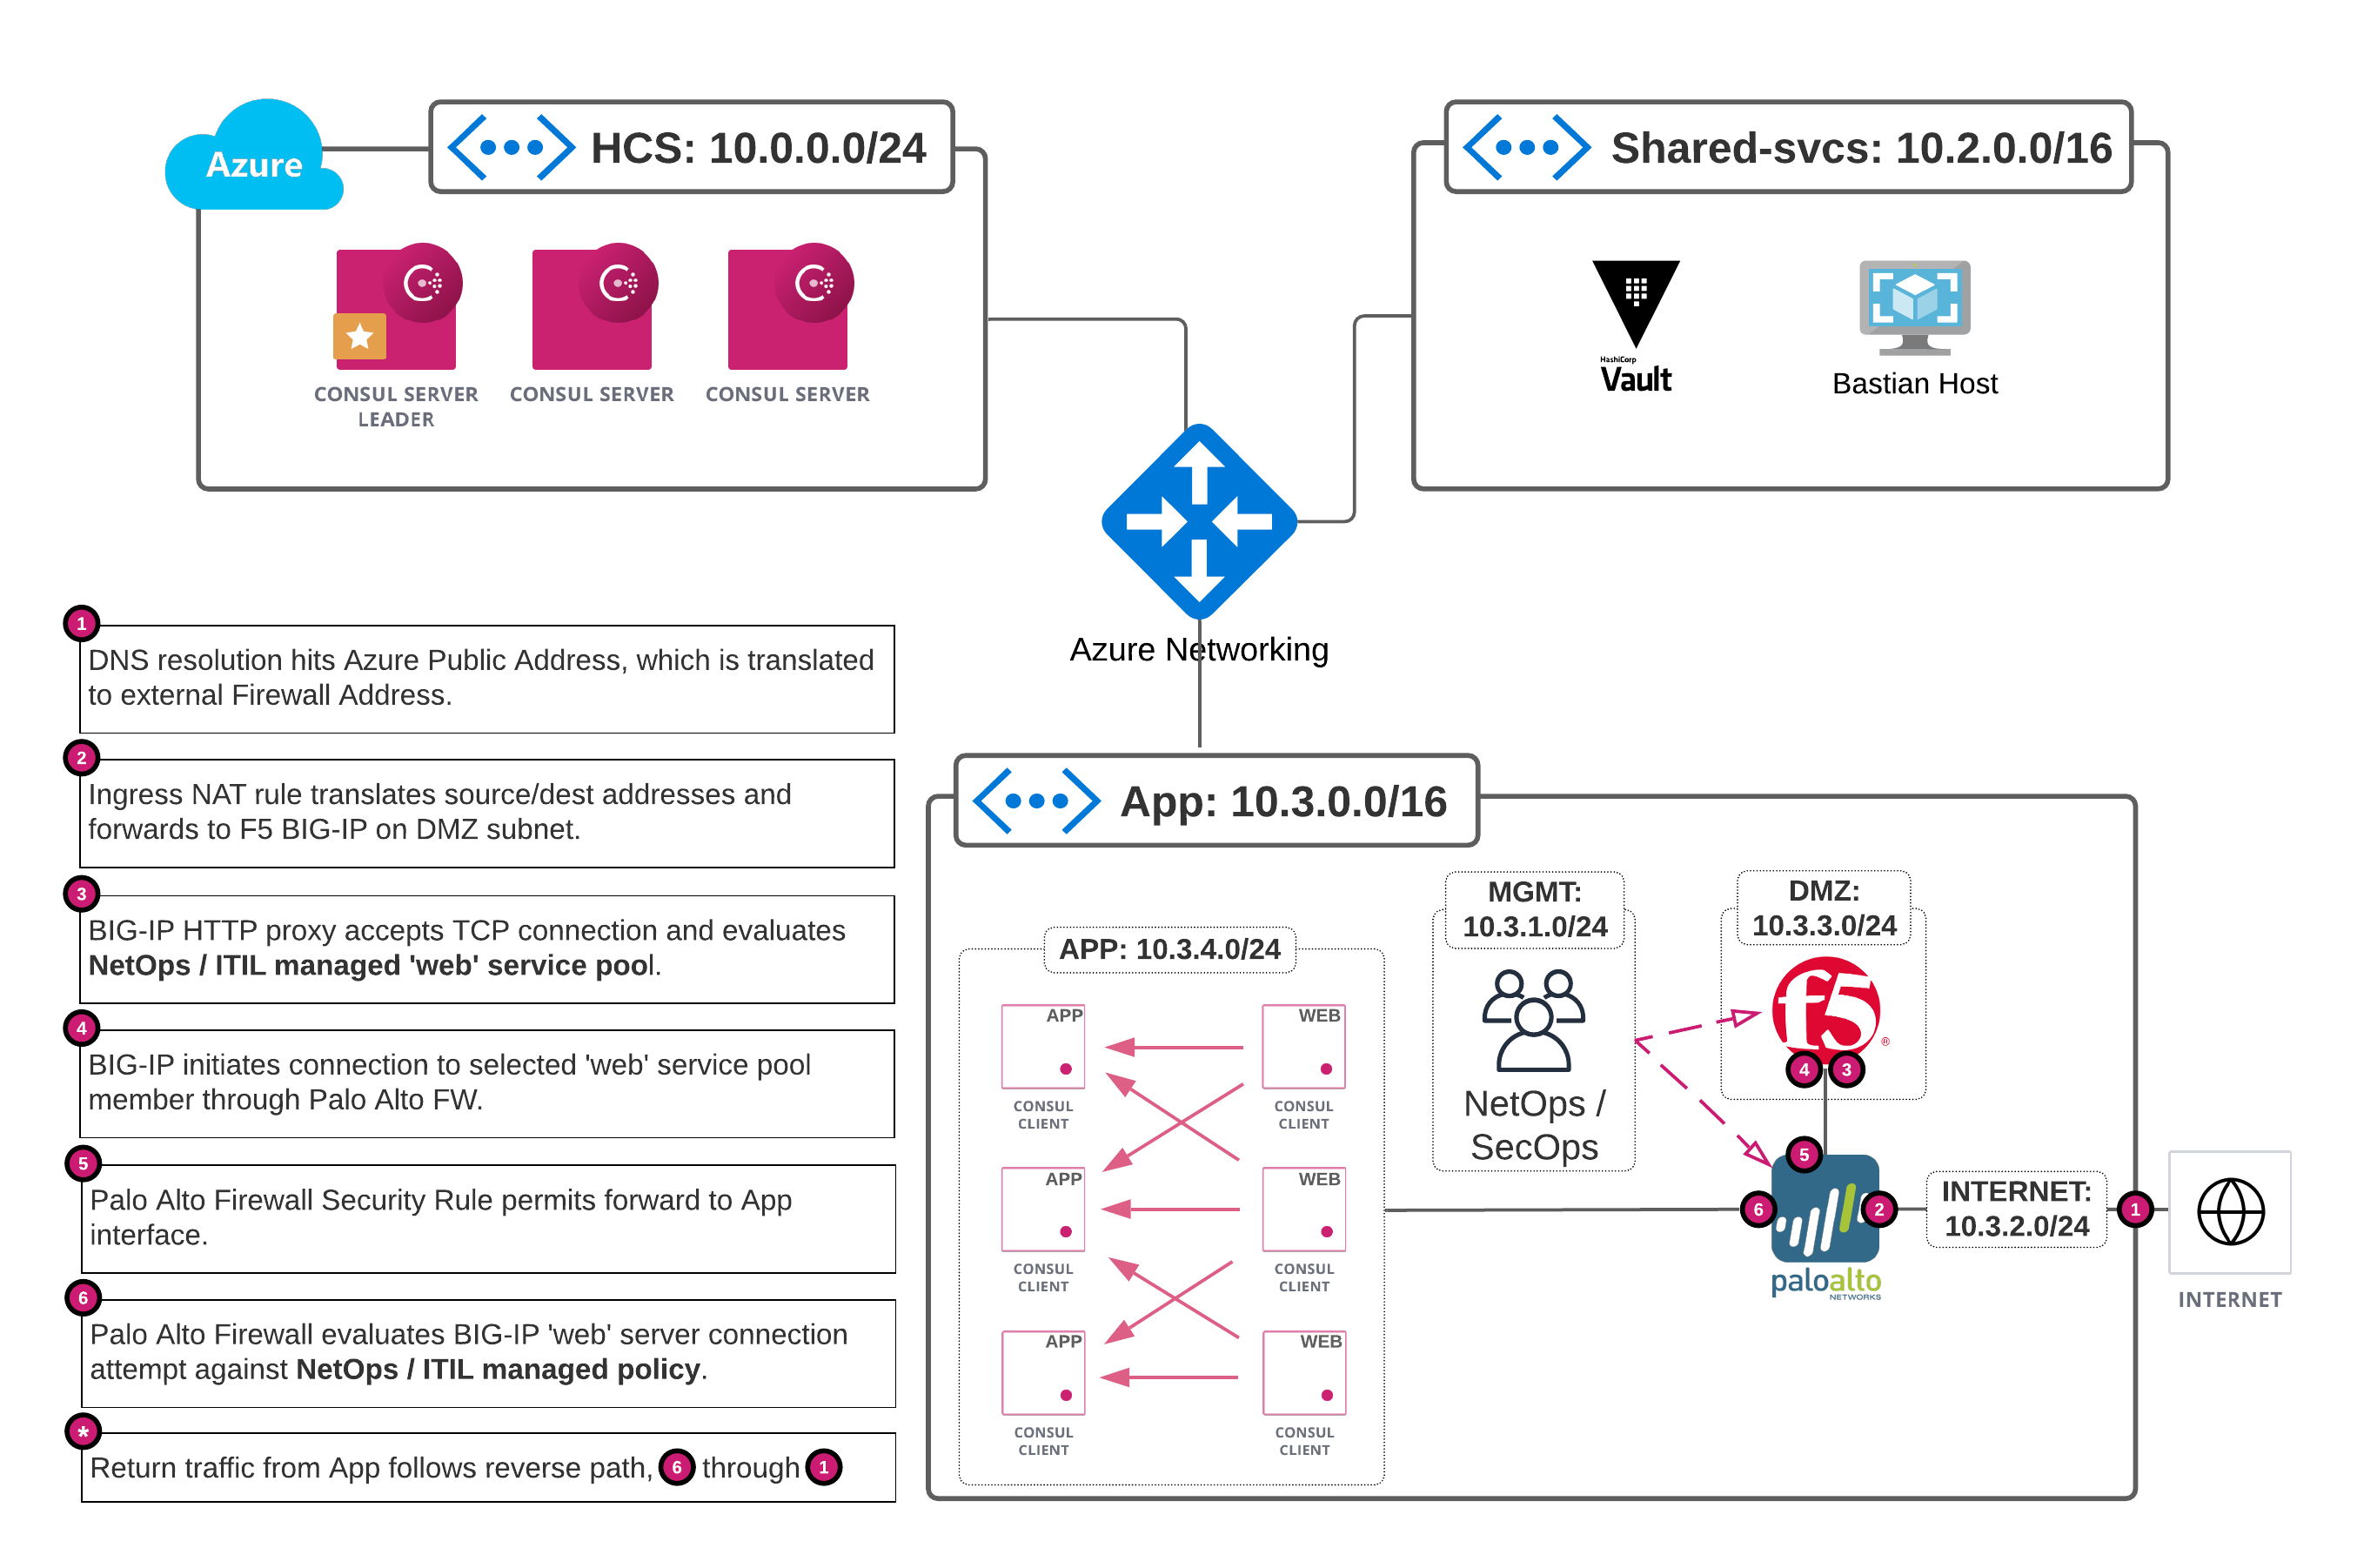 Azure
HCS: 10.0.0.0/24
CONSUL SERVER
LEADER
CONSUL SERVER
CONSUL SERVER
Shared-svcs: 10.2.0.0/16
HashiCorp
Vault
Bastian Host
Azure Networking
1
DNS resolution hits Azure Public Address, which is translated
to external Firewall Address.
2
Ingress NAT rule translates source/dest addresses and
forwards to F5 BIG-IP on DMZ subnet.
3
BIG-IP HTTP proxy accepts TCP connection and evaluates
NetOps / ITIL managed 'web' service pool.
4
BIG-IP initiates connection to selected 'web' service pool
member through Palo Alto FW.
5
Palo Alto Firewall Security Rule permits forward to App
interface.
6
Palo Alto Firewall evaluates BIG-IP 'web' server connection
attempt against NetOps / ITIL managed policy.
*
Return traffic from App follows reverse path, 6 through 1
App: 10.3.0.0/16
APP: 10.3.4.0/24
APP
CONSUL
CLIENT
WEB
CONSUL
CLIENT
APP
CONSUL
CLIENT
WEB
CONSUL
CLIENT
APP
CONSUL
CLIENT
WEB
CONSUL
CLIENT
MGMT:
10.3.1.0/24
NetOps /
SecOps
DMZ:
10.3.3.0/24
f5®
4
3
5
6
2
paloalto
NETWORKS
INTERNET:
10.3.2.0/24
1
INTERNET